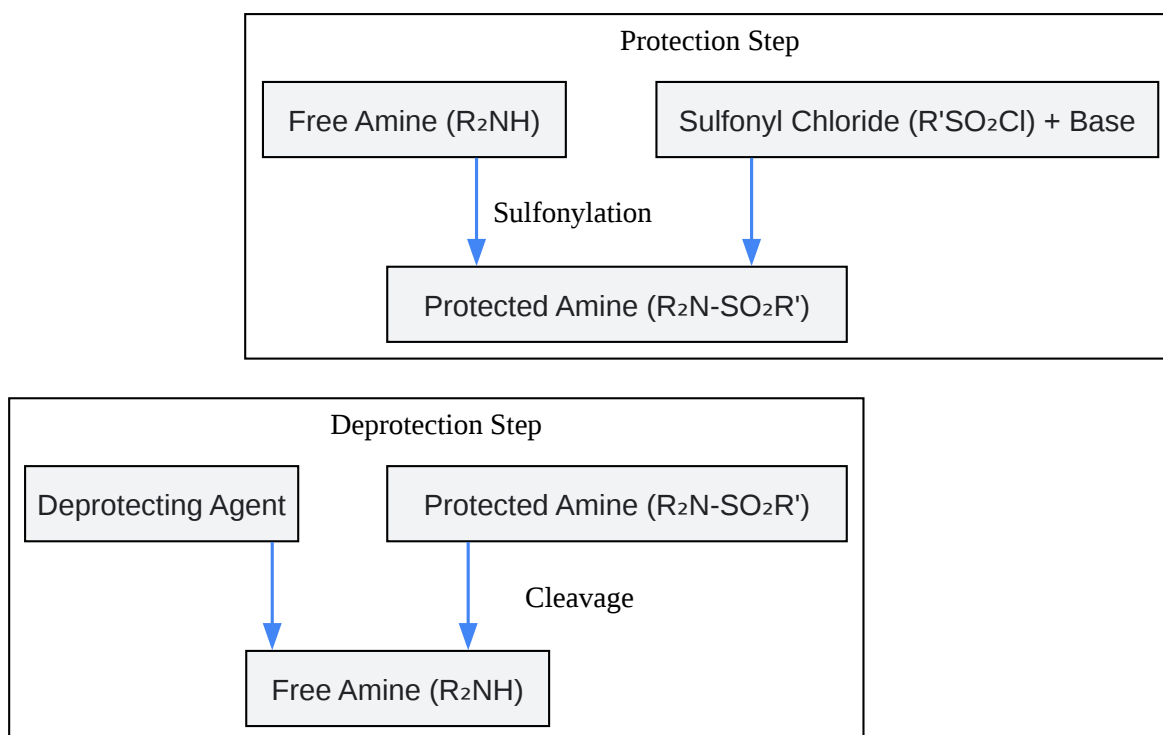 Protection Step
Free Amine (R₂NH)
Sulfonyl Chloride (R'SO₂Cl) + Base
Sulfonylation
Protected Amine (R₂N-SO₂R')
Deprotection Step
Deprotecting Agent
Protected Amine (R₂N-SO₂R')
Cleavage
Free Amine (R₂NH)